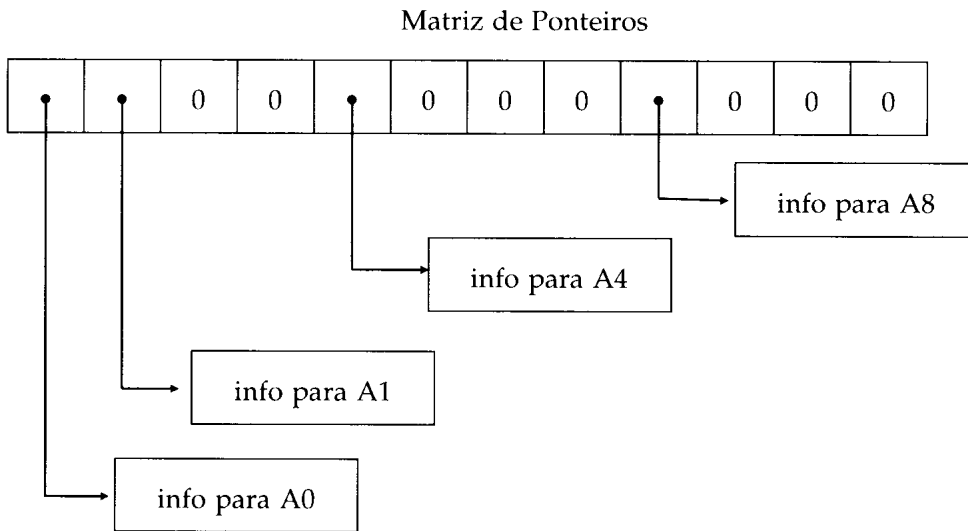 Matriz de Ponteiros
0 0 0 0 0 0 0 0
info para A8
info para A4
info para A1
info para A0